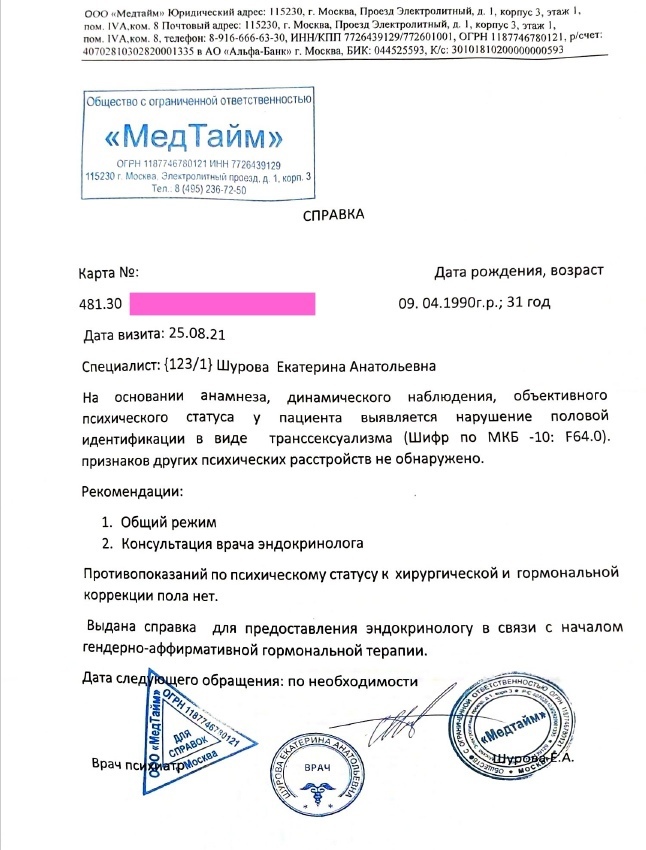 ООО «Медтайм» Юридический адрес: 115230, г. Москва, Проезд Электролитный, д. 1, корпус 3, этаж 1,
пом. IVA,ком. 8 Почтовый адрес: 115230, г. Москва, Проезд Электролитный, д. 1, корпус 3, этаж 1,
пом. IVA,ком. 8, телефон: 8-916-666-63-30, ИНН/КПП 7726439129/772601001, ОГРН 1187746780121, р/счет:
40702810302820001335 в АО «Альфа-Банк» г. Москва, БИК: 044525593, К/с: 30101810200000000593
Общество с ограниченной ответственностью
«МедТайм»
ОГРН 1187746780121 ИНН 7726439129
115230 г. Москва. Электролитный проезд, д. 1, корп. 3
Тел.. 8 (495) 236-72-50
СПРАВКА
Карта №: Дата рождения, возраст
481.30 09. 04.1990г.р.; 31 год
Дата визита: 25.08.21
Специалист: {123/1} Шурова Екатерина Анатольевна
На основании анамнеза, динамического наблюдения, объективного
психического статуса у пациента выявляется нарушение половой
идентификации в виде транссексуализма (Шифр по МКБ -10: F64.0).
признаков других психических расстройств не обнаружено.
Рекомендации:
1. Общий режим
2. Консультация врача эндокринолога
Противопоказаний по психическому статусу к хирургической и гормональной
коррекции пола нет.
Выдана справка для предоставления эндокринологу в связи с началом
гендерно-аффирмативной гормональной терапии.
Дата следующего обращения: по необходимости
Врач психиатр Шурова Е.А.
ООО «МедТайм»
ОГРН 1187746780121
Москва
ДЛЯ
СПРАВОК
ШУРОВА ЕКАТЕРИНА АНАТОЛЬЕВНА
ВРАЧ
ОБЩЕСТВО С ОГРАНИЧЕННОЙ ОТВЕТСТВЕННОСТЬЮ
МОСКВА
«Медтайм»